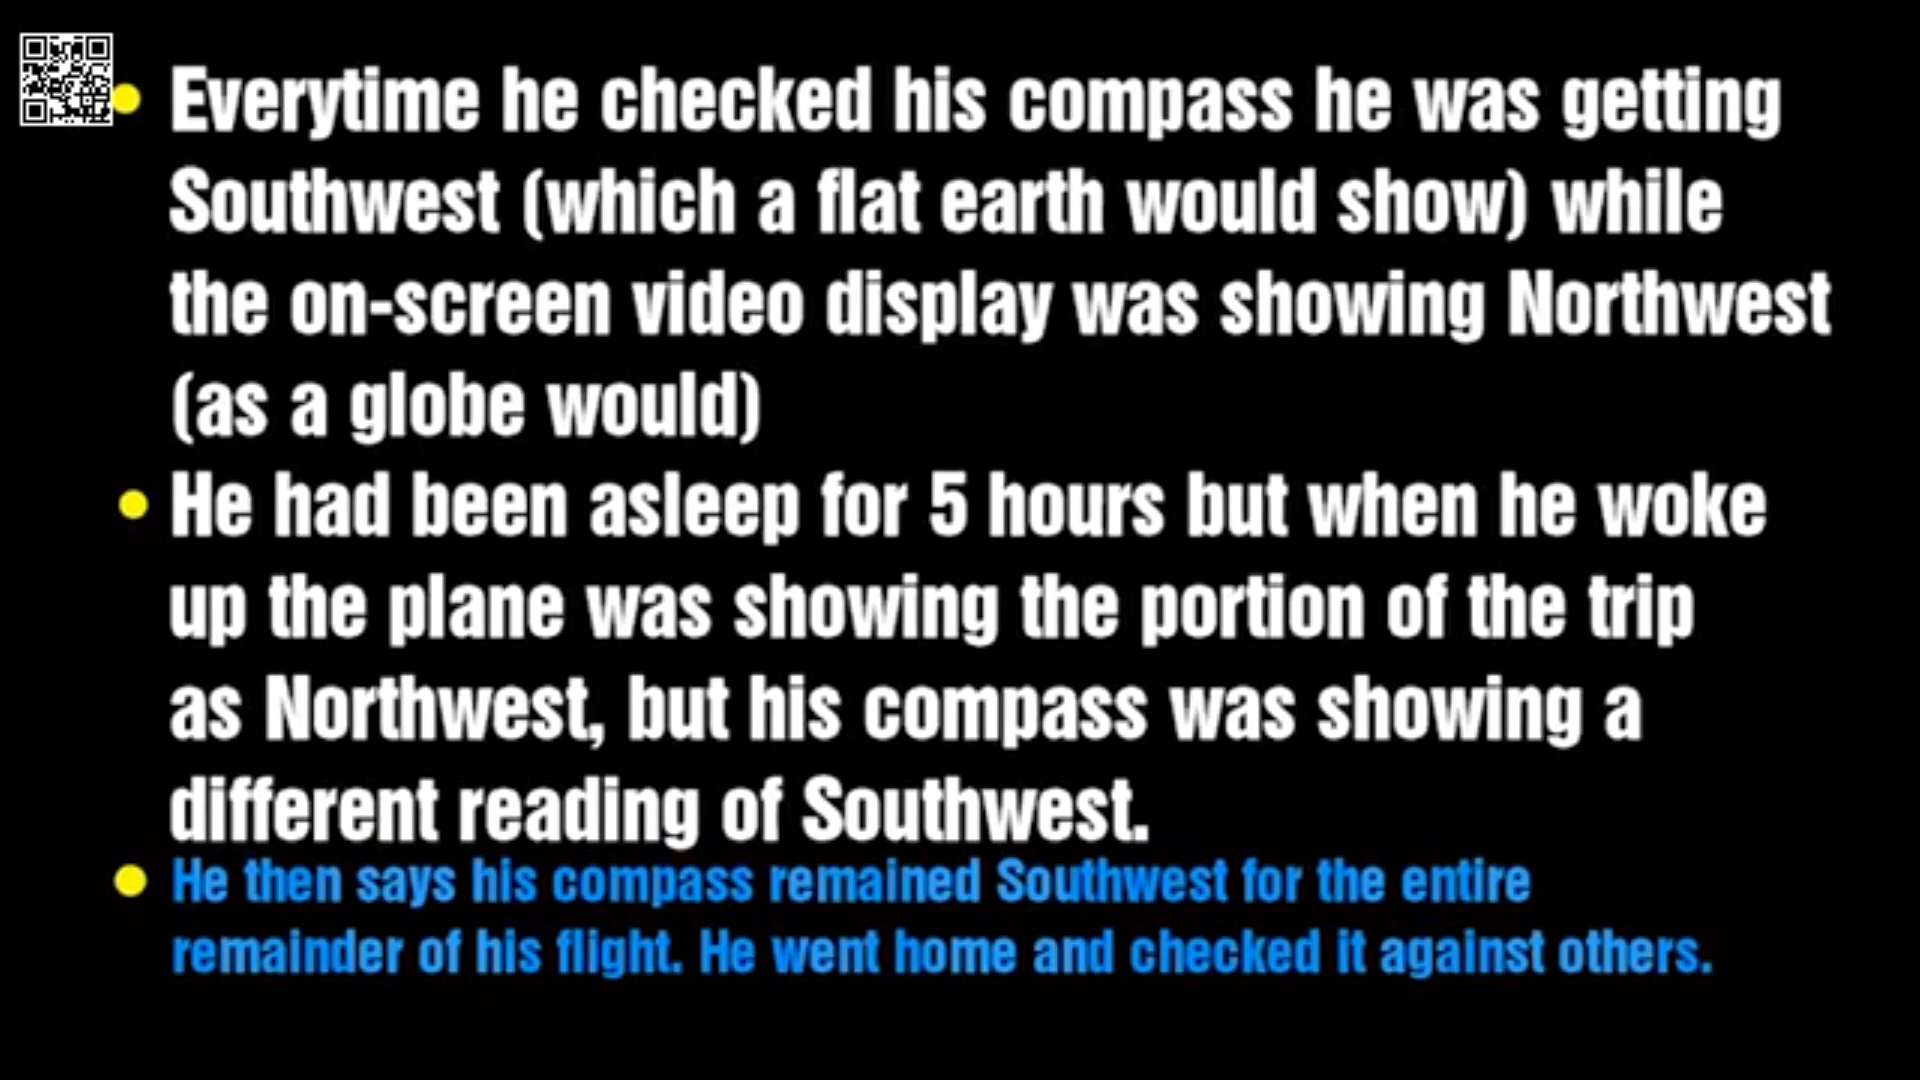 Everytime he checked his compass he was getting
Southwest (which a flat earth would show) while
the on-screen video display was showing Northwest
(as a globe would)
He had been asleep for 5 hours but when he woke
up the plane was showing the portion of the trip
as Northwest, but his compass was showing a
different reading of Southwest.
He then says his compass remained Southwest for the entire
remainder of his flight. He went home and checked it against others.